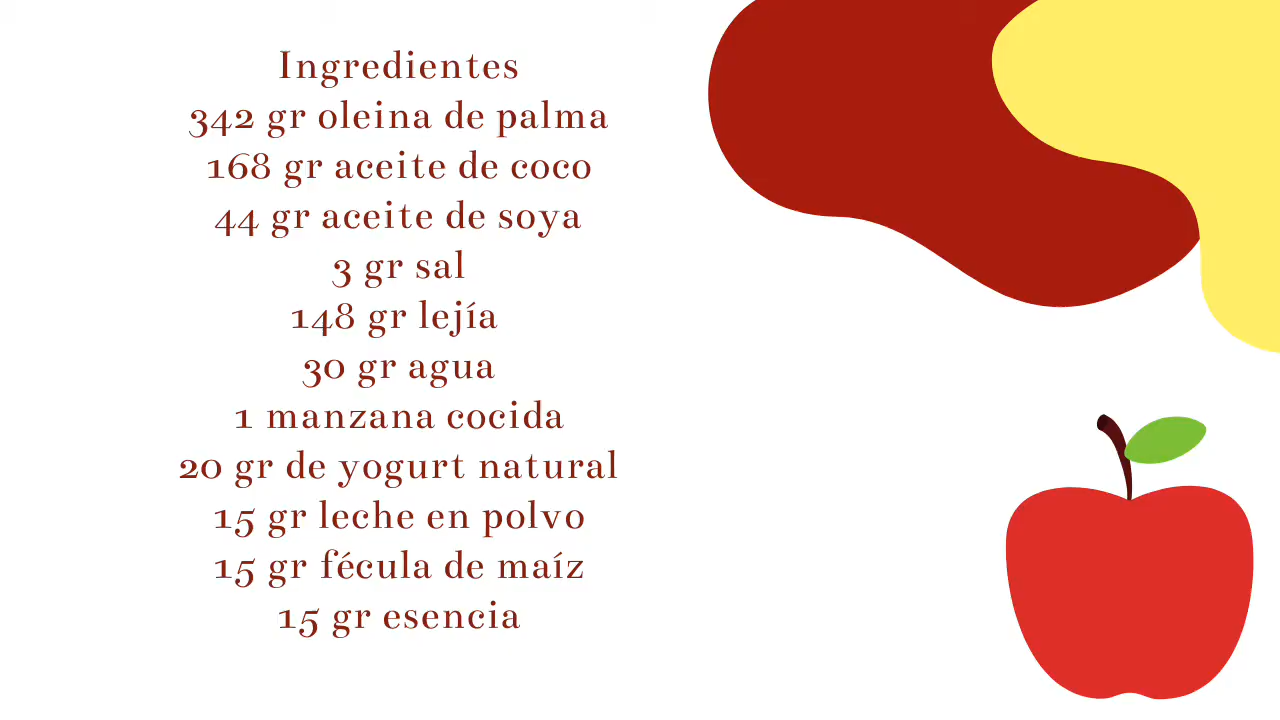 Ingredientes
342 gr oleina de palma
168 gr aceite de coco
44 gr aceite de soya
3 gr sal
148 gr lejía
30 gr agua
1 manzana cocida
20 gr de yogurt natural
15 gr leche en polvo
15 gr fécula de maíz
15 gr esencia